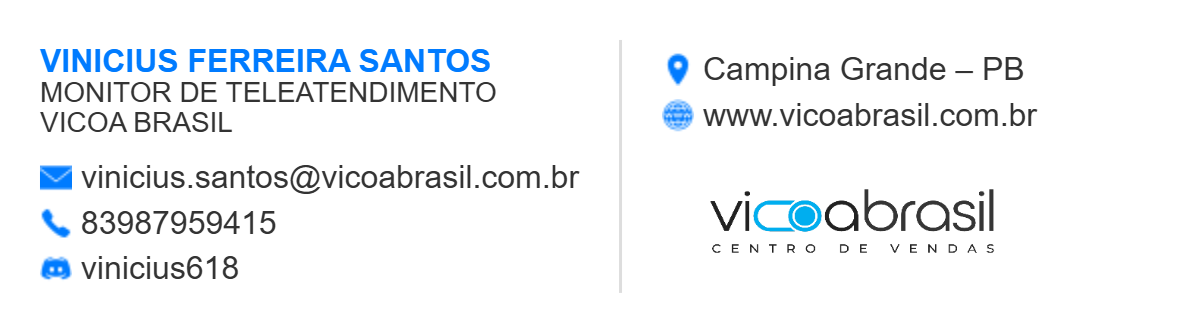 VINICIUS FERREIRA SANTOS
MONITOR DE TELEATENDIMENTO
VICOA BRASIL
vinicius.santos@vicoabrasil.com.br
83987959415
vinicius618
Campina Grande – PB
www.vicoabrasil.com.br
vicoabrasil
CENTRO DE VENDAS